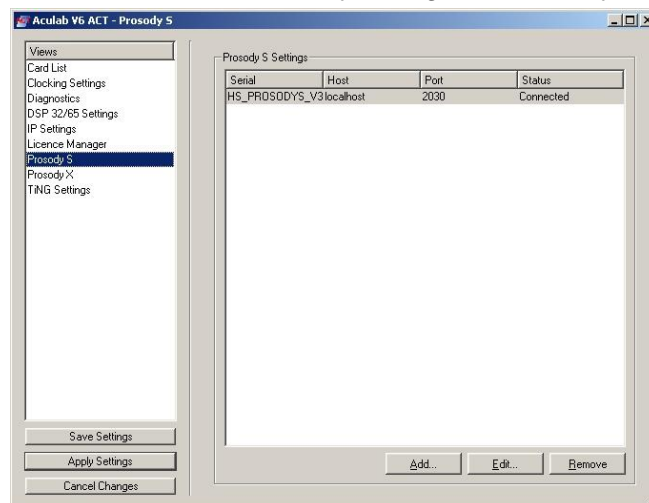 Aculab V6 ACT - Prosody S
Views
Card List
Clocking Settings
Diagnostics
DSP 32/65 Settings
IP Settings
Licence Manager
Prosody S
Prosody X
TiNG Settings
Save Settings
Apply Settings
Cancel Changes
Prosody S Settings
Serial Host Port Status
HS_PROSODYS_V3 localhost 2030 Connected
Add... Edit... Remove